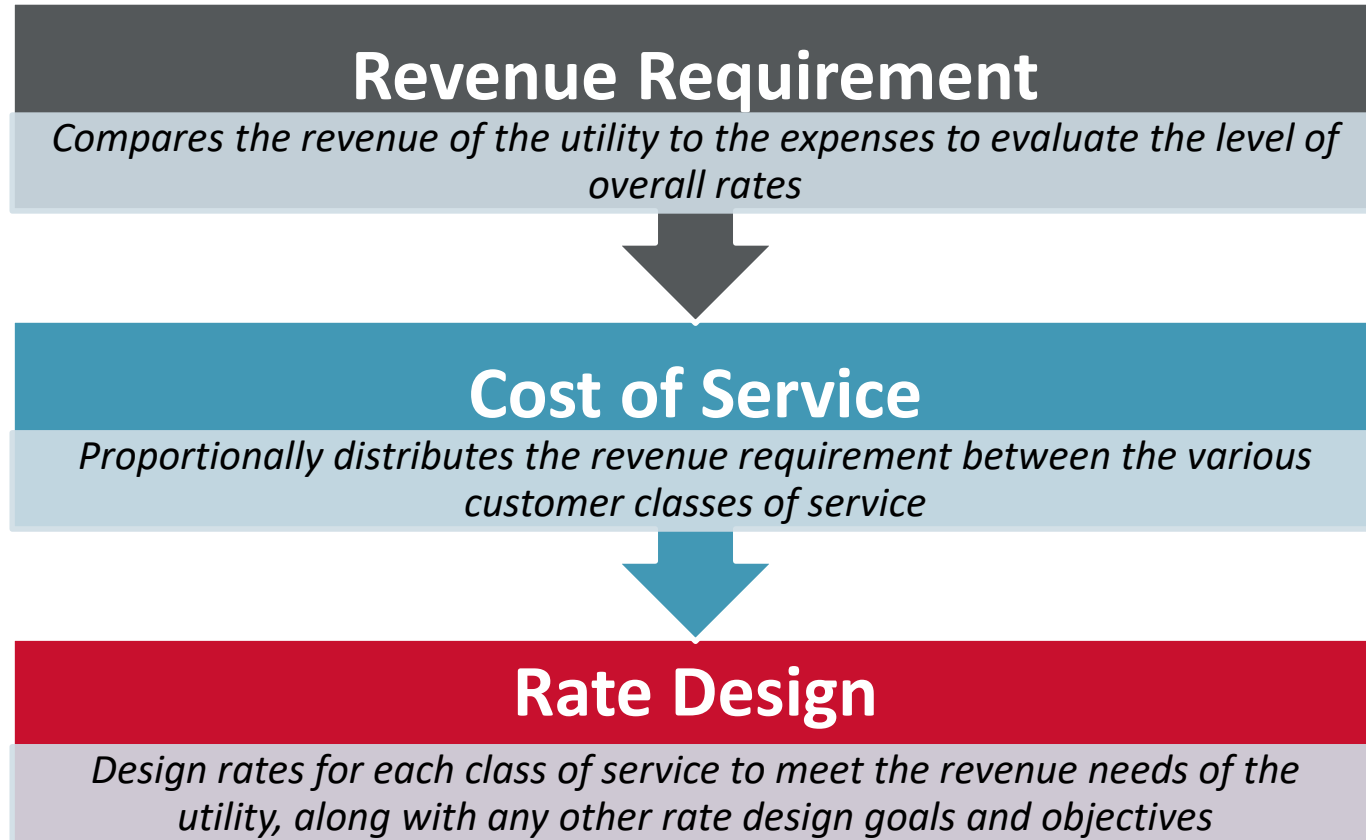 Revenue Requirement
Compares the revenue of the utility to the expenses to evaluate the level of
overall rates
Cost of Service
Proportionally distributes the revenue requirement between the various
customer classes of service
Rate Design
Design rates for each class of service to meet the revenue needs of the
utility, along with any other rate design goals and objectives